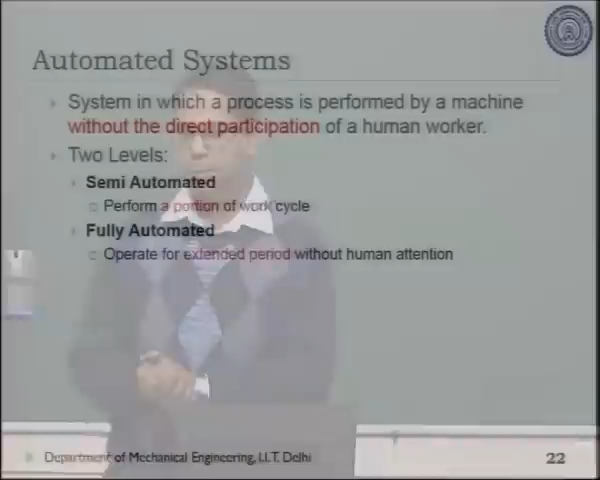 Automated Systems
System in which a process is performed by a machine
without the direct participation of a human worker.
Two Levels:
Semi Automated
Perform a portion of work cycle
Fully Automated
Operate for extended period without human attention
Department of Mechanical Engineering, I.I.T. Delhi
22